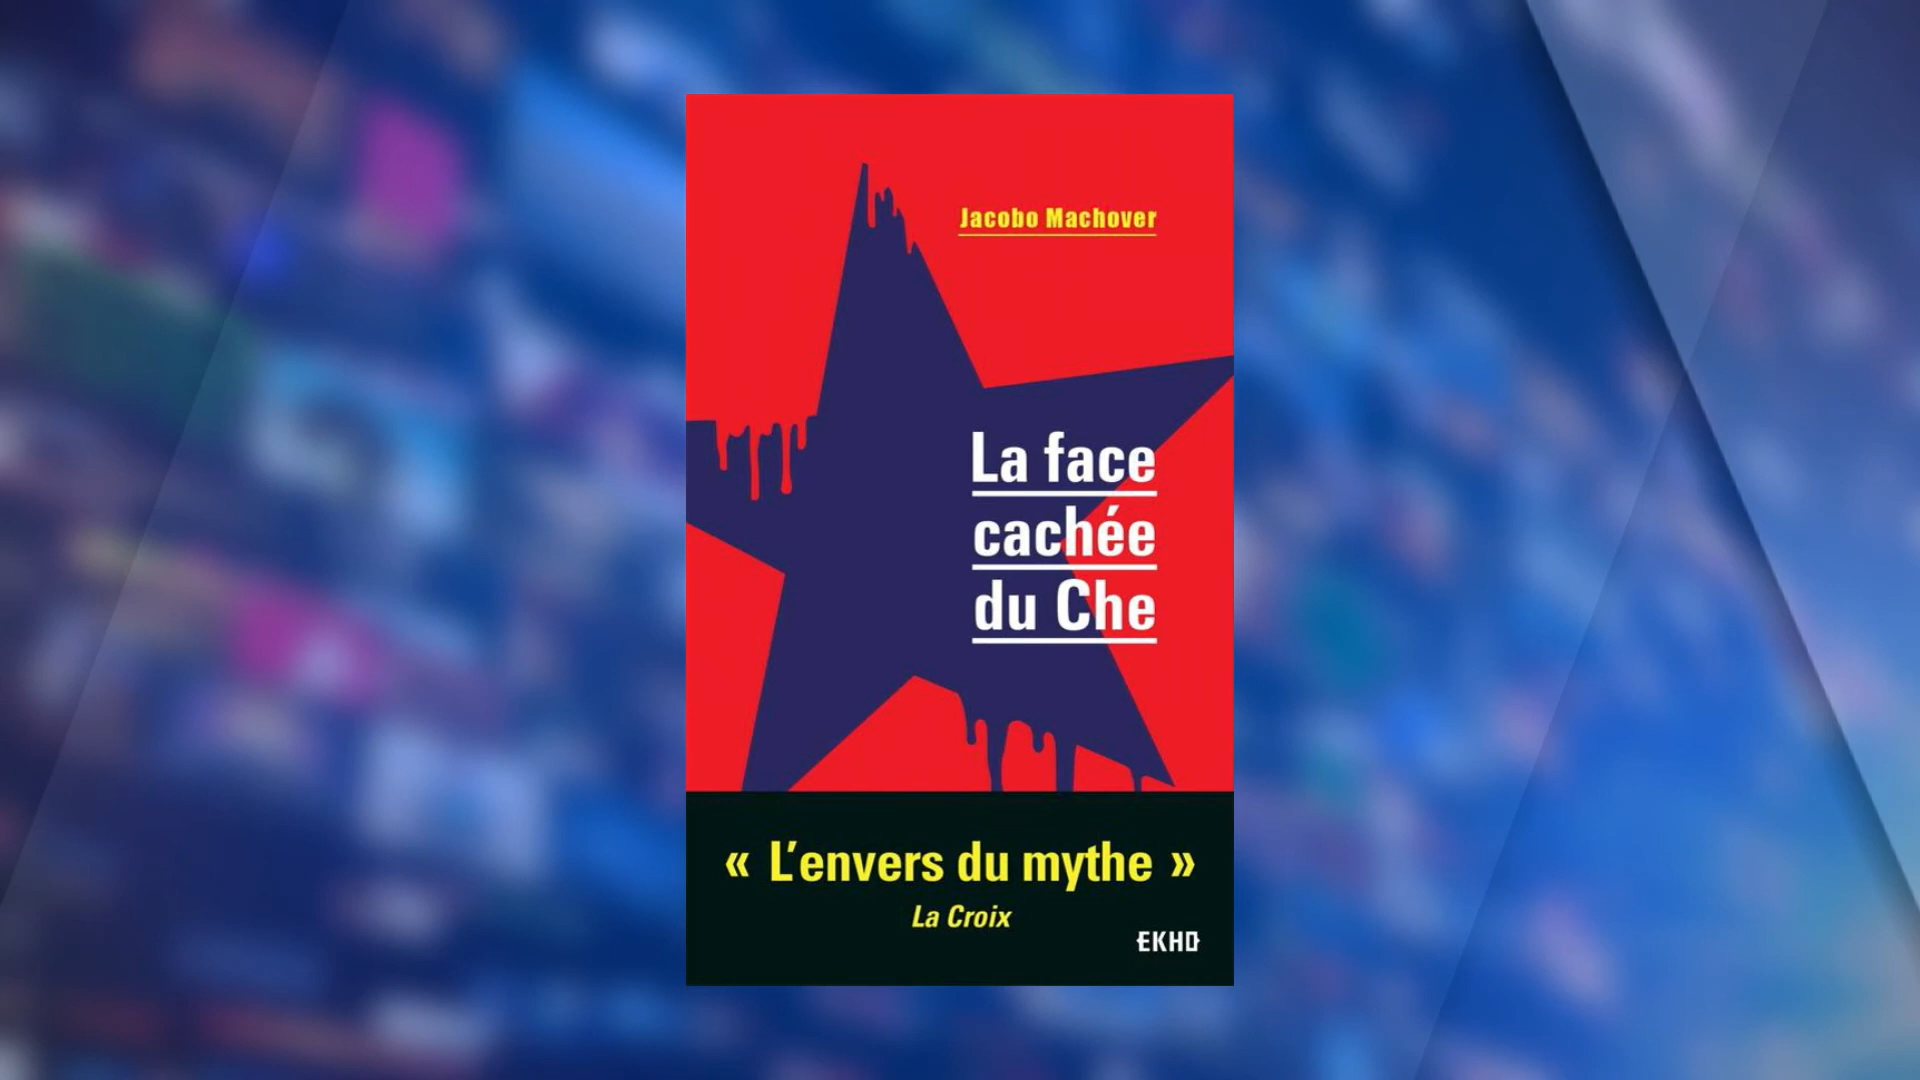 Jacobo Machover
La face
cachée
du Che
« L’envers du mythe »
La Croix
EKHO